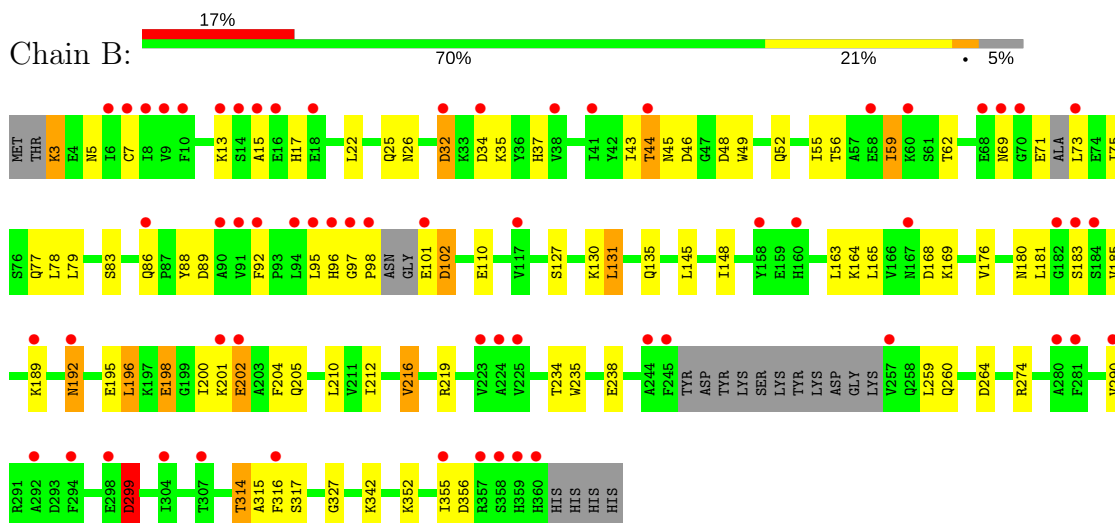 17%
Chain B:
70% 21% • 5%
MET THR K3 E4 N5 I6 C7 I8 V9 F10 K13 S14 A15 E16 H17 E18 L22 Q25 N26 D32 K33 D34 K35 Y36 H37 V38 I41 Y42 I43 T44 N45 D46 G47 D48 W49 Q52 I55 T56 A57 E58 I59 K60 S61 T62 E68 N69 G70 E71 ALA L73 E74 I75
S76 Q77 L78 L79 S83 Q86 P87 Y88 D89 A90 V91 F92 P93 L94 L95 H96 G97 P98 ASN GLY E101 D102 E110 V117 S127 K130 L131 Q135 L145 I148 Y158 E159 H160 L163 K164 L165 V166 N167 D168 K169 V176 N180 L181 G182 S183 S184 V185
K189 N192 E195 L196 K197 E198 G199 I200 K201 E202 A203 F204 Q205 L210 V211 I212 V216 R219 V223 A224 V225 T234 W235 E238 A244 F245 TYR ASP TYR LYS SER LYS TYR LYS ASP GLY LYS V257 Q258 L259 Q260 D264 R274 A280 F281 V290
R291 A292 D293 F294 E298 D299 I304 T307 T314 A315 F316 S317 G327 K342 K352 I355 D356 R357 S358 H359 H360 HIS HIS HIS HIS